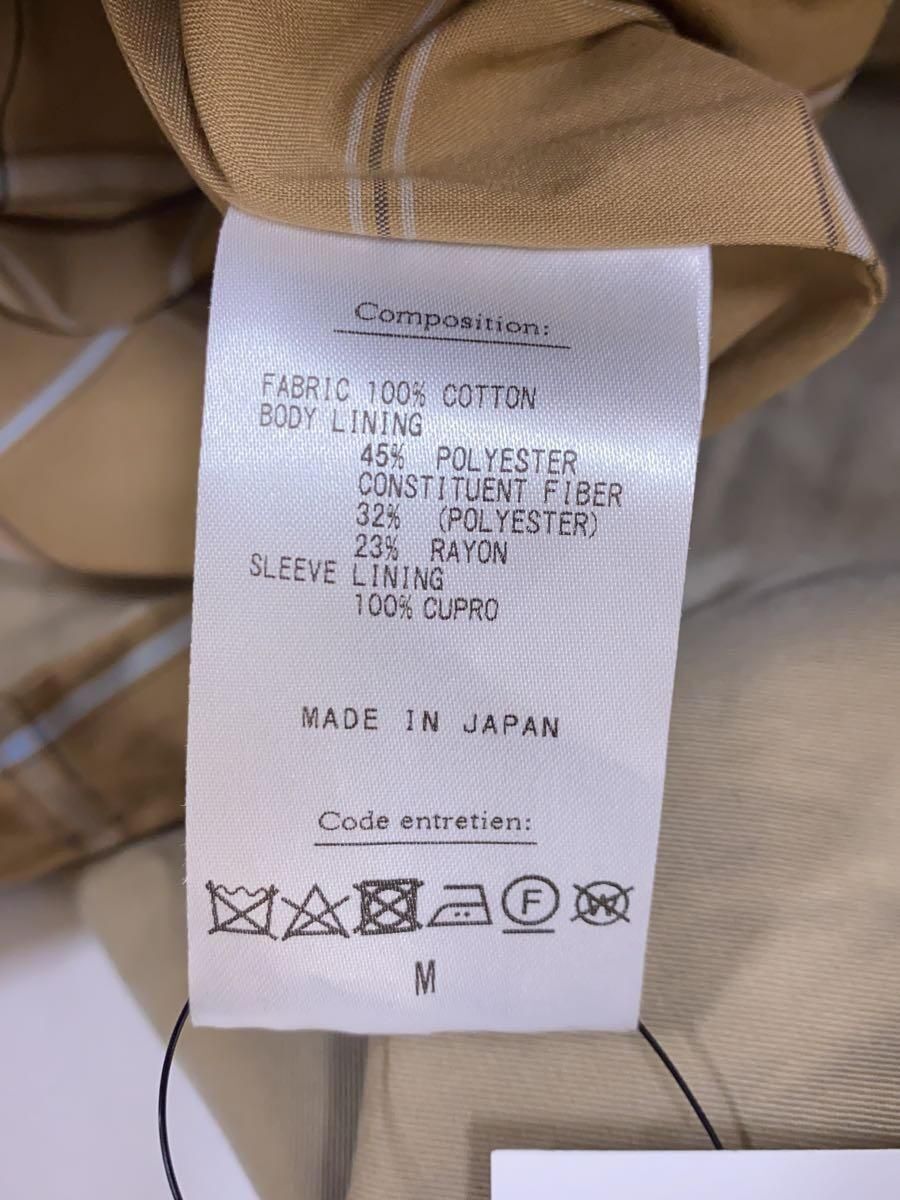 Composition:
FABRIC 100% COTTON
BODY LINING
45% POLYESTER
CONSTITUENT FIBER
32% (POLYESTER)
23% RAYON
SLEEVE LINING
100% CUPRO
MADE IN JAPAN
Code entretien:
F W
M